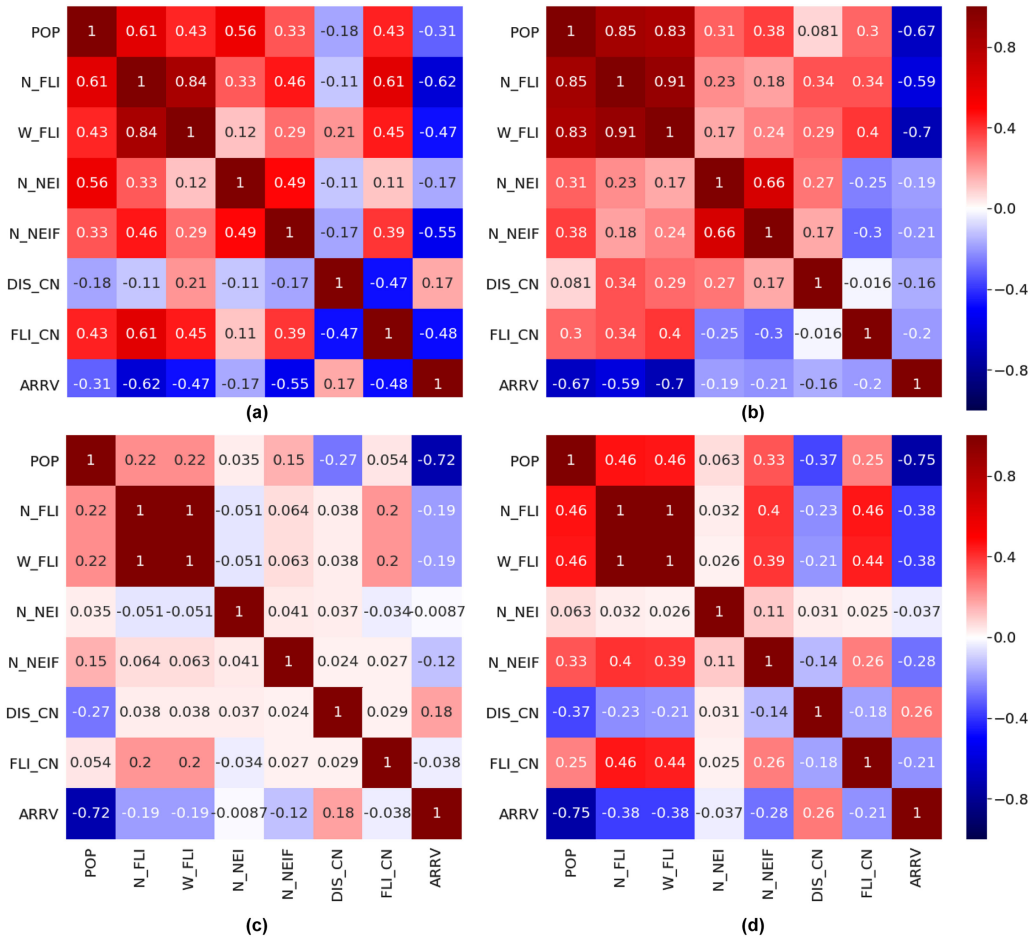 POP 1 0.61 0.43 0.56 0.33 -0.18 0.43 -0.31
N_FLI 0.61 1 0.84 0.33 0.46 -0.11 0.61 -0.62
W_FLI 0.43 0.84 1 0.12 0.29 0.21 0.45 -0.47
N_NEI 0.56 0.33 0.12 1 0.49 -0.11 0.11 -0.17
N_NEIF 0.33 0.46 0.29 0.49 1 -0.17 0.39 -0.55
DIS_CN -0.18 -0.11 0.21 -0.11 -0.17 1 -0.47 0.17
FLI_CN 0.43 0.61 0.45 0.11 0.39 -0.47 1 -0.48
ARRV -0.31 -0.62 -0.47 -0.17 -0.55 0.17 -0.48 1
(a)
POP 1 0.85 0.83 0.31 0.38 0.081 0.3 -0.67
N_FLI 0.85 1 0.91 0.23 0.18 0.34 0.34 -0.59
W_FLI 0.83 0.91 1 0.17 0.24 0.29 0.4 -0.7
N_NEI 0.31 0.23 0.17 1 0.66 0.27 -0.25 -0.19
N_NEIF 0.38 0.18 0.24 0.66 1 0.17 -0.3 -0.21
DIS_CN 0.081 0.34 0.29 0.27 0.17 1 -0.016 -0.16
FLI_CN 0.3 0.34 0.4 -0.25 -0.3 -0.016 1 -0.2
ARRV -0.67 -0.59 -0.7 -0.19 -0.21 -0.16 -0.2 1
(b)
0.8
0.4
0.0
-0.4
-0.8
POP 1 0.22 0.22 0.035 0.15 -0.27 0.054 -0.72
N_FLI 0.22 1 1 -0.051 0.064 0.038 0.2 -0.19
W_FLI 0.22 1 1 -0.051 0.063 0.038 0.2 -0.19
N_NEI 0.035 -0.051 -0.051 1 0.041 0.037 -0.034 -0.0087
N_NEIF 0.15 0.064 0.063 0.041 1 0.024 0.027 -0.12
DIS_CN -0.27 0.038 0.038 0.037 0.024 1 0.029 0.18
FLI_CN 0.054 0.2 0.2 -0.034 0.027 0.029 1 -0.038
ARRV -0.72 -0.19 -0.19 -0.0087 -0.12 0.18 -0.038 1
POP N_FLI W_FLI N_NEI N_NEIF DIS_CN FLI_CN ARRV
(c)
POP 1 0.46 0.46 0.063 0.33 -0.37 0.25 -0.75
N_FLI 0.46 1 1 0.032 0.4 -0.23 0.46 -0.38
W_FLI 0.46 1 1 0.026 0.39 -0.21 0.44 -0.38
N_NEI 0.063 0.032 0.026 1 0.11 0.031 0.025 -0.037
N_NEIF 0.33 0.4 0.39 0.11 1 -0.14 0.26 -0.28
DIS_CN -0.37 -0.23 -0.21 0.031 -0.14 1 -0.18 0.26
FLI_CN 0.25 0.46 0.44 0.025 0.26 -0.18 1 -0.21
ARRV -0.75 -0.38 -0.38 -0.037 -0.28 0.26 -0.21 1
POP N_FLI W_FLI N_NEI N_NEIF DIS_CN FLI_CN ARRV
(d)
0.8
0.4
0.0
-0.4
-0.8